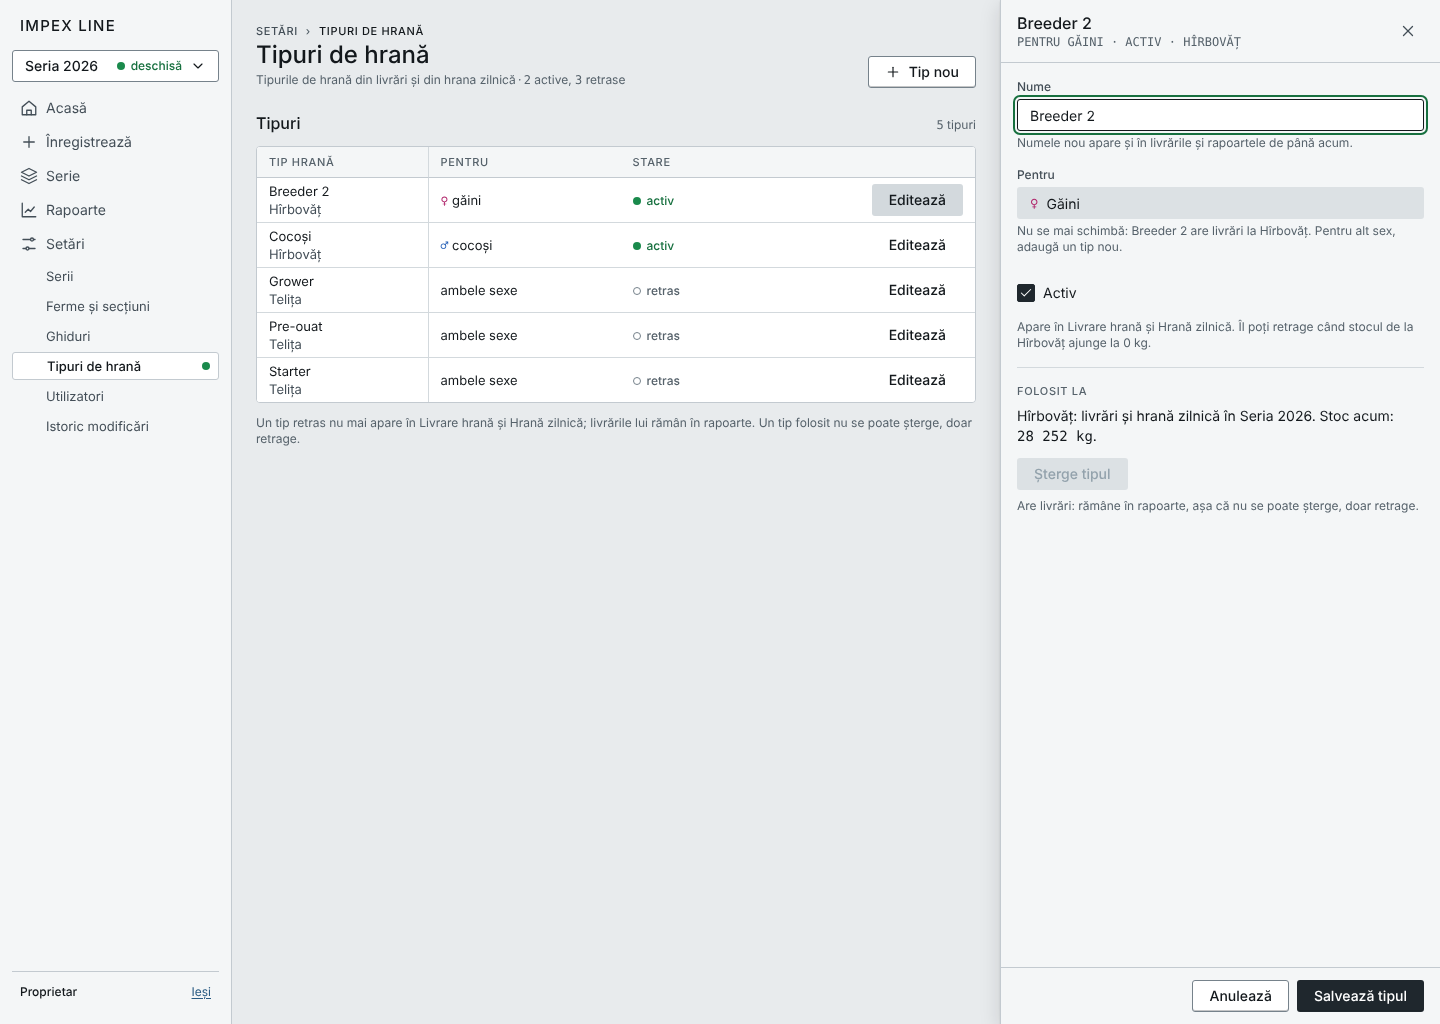 IMPEX LINE
Seria 2026 deschisă
Acasă
Înregistrează
Serie
Rapoarte
Setări
Serii
Ferme și secțiuni
Ghiduri
Tipuri de hrană
Utilizatori
Istoric modificări
Proprietar Ieși
SETĂRI › TIPURI DE HRANĂ
Tipuri de hrană
Tipurile de hrană din livrări și din hrana zilnică · 2 active, 3 retrase
+ Tip nou
Tipuri 5 tipuri
TIP HRANĂ PENTRU STARE
Breeder 2
Hîrbovăț
♀ găini activ Editează
Cocoși
Hîrbovăț
♂ cocoși activ Editează
Grower
Telița
ambele sexe retras Editează
Pre-ouat
Telița
ambele sexe retras Editează
Starter
Telița
ambele sexe retras Editează
Un tip retras nu mai apare în Livrare hrană și Hrană zilnică; livrările lui rămân în rapoarte. Un tip folosit nu se poate șterge, doar
retrage.
Breeder 2
PENTRU GĂINI · ACTIV · HÎRBOVĂȚ
Nume
Breeder 2
Numele nou apare și în livrările și rapoartele de până acum.
Pentru
♀ Găini
Nu se mai schimbă: Breeder 2 are livrări la Hîrbovăț. Pentru alt sex,
adaugă un tip nou.
Activ
Apare în Livrare hrană și Hrană zilnică. Îl poți retrage când stocul de la
Hîrbovăț ajunge la 0 kg.
FOLOSIT LA
Hîrbovăț: livrări și hrană zilnică în Seria 2026. Stoc acum:
28 252 kg.
Șterge tipul
Are livrări: rămâne în rapoarte, așa că nu se poate șterge, doar retrage.
Anulează Salvează tipul